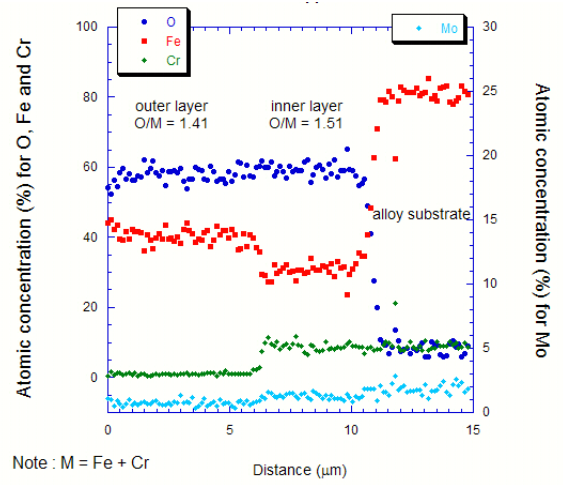 O
Fe
Cr
Mo
Atomic concentration (%) for O, Fe and Cr
100
80
60
40
20
0
outer layer
O/M = 1.41
inner layer
O/M = 1.51
alloy substrate
30
25
20
15
10
5
0
Atomic concentration (%) for Mo
0
5
10
15
Distance (μm)
Note : M = Fe + Cr